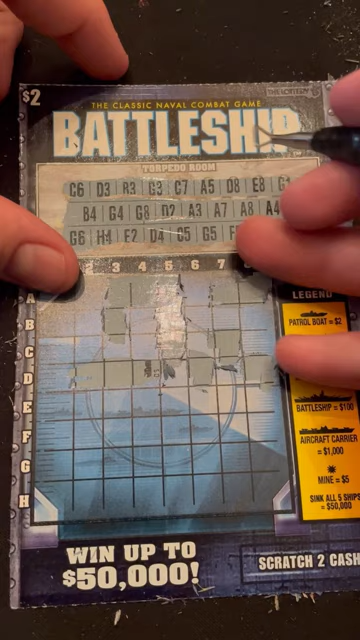 $2
THE LOTTERY
THE CLASSIC NAVAL COMBAT GAME
BATTLESHIP
TORPEDO ROOM
C6 D3 B3 G3 C7 A5 D8 E8 G1
B4 G4 G8 D2 A3 A7 A8 A4
G6 H4 E2 D4 C5 G5
2 3 4 5 6 7
A
B
C
D
E
F
G
H
LEGEND
PATROL BOAT = $2
BATTLESHIP = $100
AIRCRAFT CARRIER
= $1,000
MINE = $5
SINK ALL 5 SHIPS
= $50,000
WIN UP TO
$50,000!
SCRATCH 2 CASH